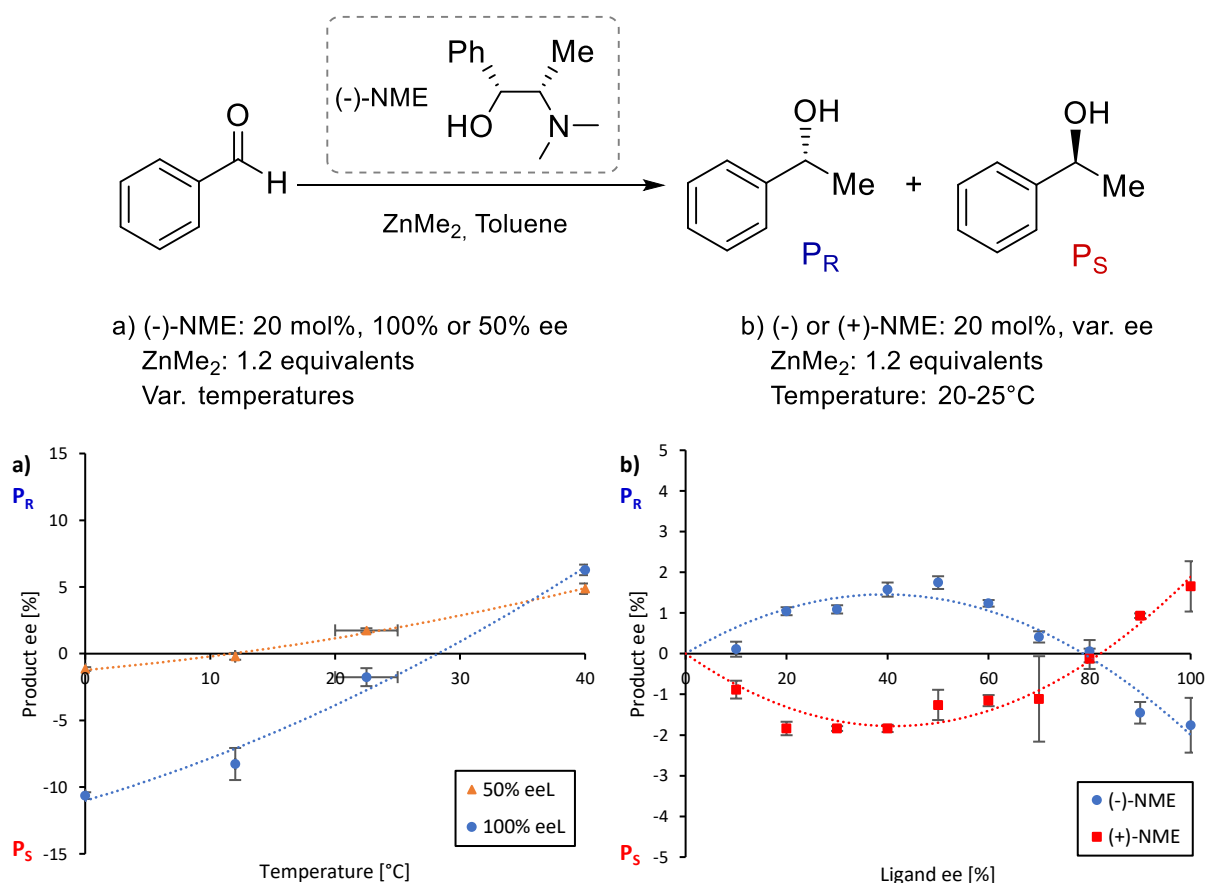 Ph Me
(-)-NME
HO N
O
H
ZnMe2, Toluene
OH
Me
+
OH
Me
PR
PS
a) (-)-NME: 20 mol%, 100% or 50% ee
ZnMe2: 1.2 equivalents
Var. temperatures
b) (-) or (+)-NME: 20 mol%, var. ee
ZnMe2: 1.2 equivalents
Temperature: 20-25°C
a)
PR
PS
Product ee [%]
15
10
5
0
-5
-10
-15
0 10 20 30 40
Temperature [°C]
50% eeL
100% eeL
b)
PR
PS
Product ee [%]
5
4
3
2
1
0
-1
-2
-3
-4
-5
0 20 40 60 80 100
Ligand ee [%]
(-)-NME
(+)-NME